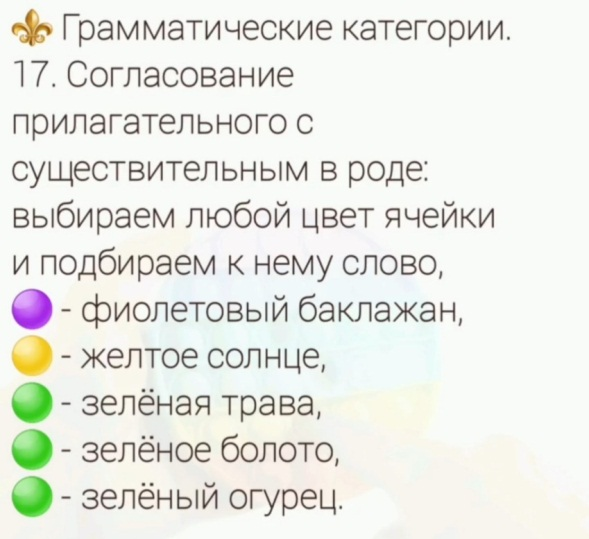 Грамматические категории.
17. Согласование
прилагательного с
существительным в роде:
выбираем любой цвет ячейки
и подбираем к нему слово,
- фиолетовый баклажан,
- желтое солнце,
- зелёная трава,
- зелёное болото,
- зелёный огурец.